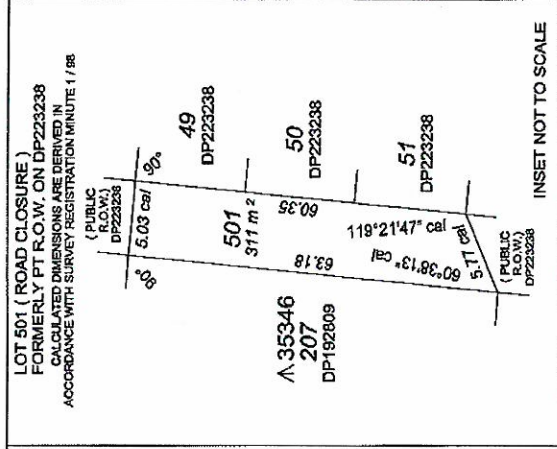 LOT 501 ( ROAD CLOSURE )
FORMERLY PT R.O.W. ON DP223238
CALCULATED DIMENSIONS ARE DERIVED IN
ACCORDANCE WITH SURVEY REGISTRATION MINUTE 1 / 98
( PUBLIC
R.O.W.)
DP223238
90°
5.03 cal
90°
49
DP223238
501
311 m²
63.18
60.35
50
DP223238
35346
207
DP192809
119°21'47" cal
60°38'13" cal
5.77 cal
51
DP223238
( PUBLIC
R.O.W.)
DP223238
INSET NOT TO SCALE